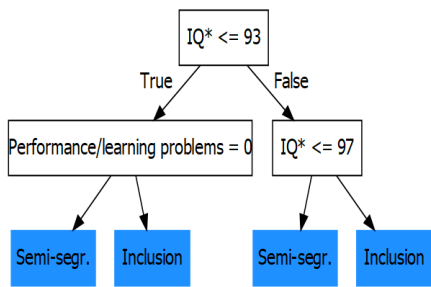 IQ* <= 93
True
False
Performance/learning problems = 0
IQ* <= 97
Semi-segr.
Inclusion
Semi-segr.
Inclusion